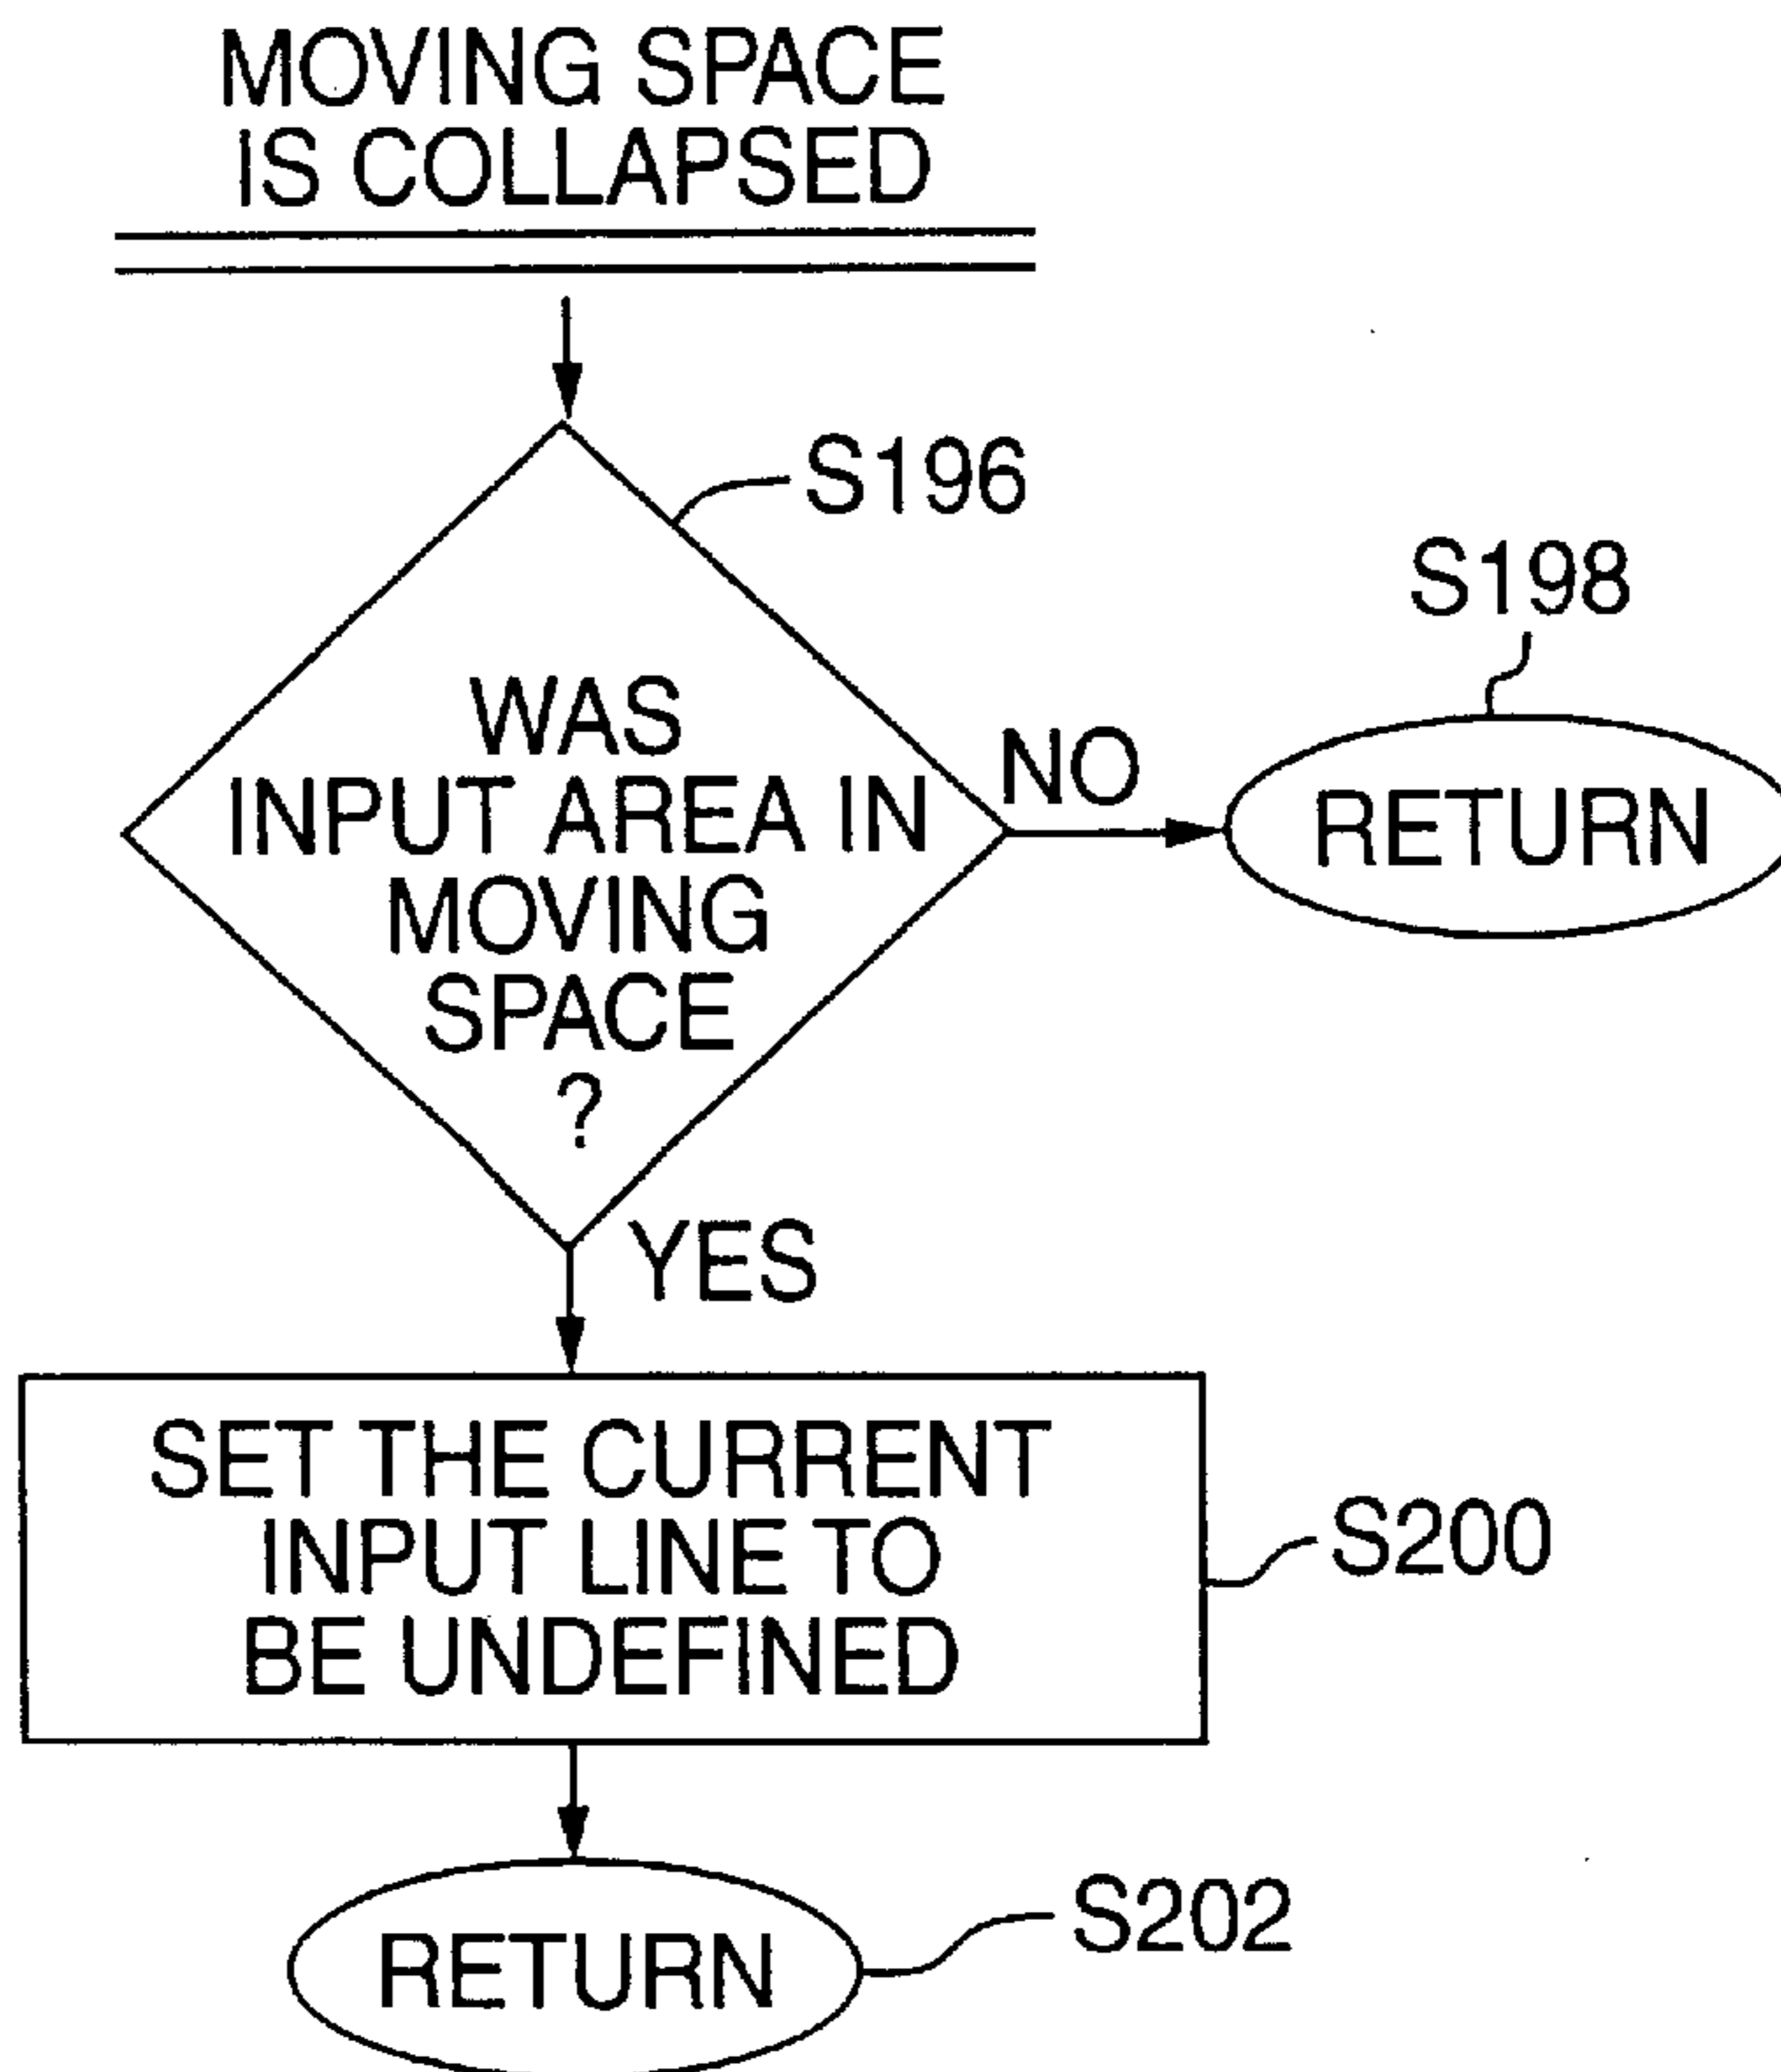 MOVING SPACE
IS COLLAPSED
S196
WAS
INPUT AREA IN
MOVING
SPACE
?
NO
S198
RETURN
YES
SET THE CURRENT
INPUT LINE TO
BE UNDEFINED
S200
RETURN
S202